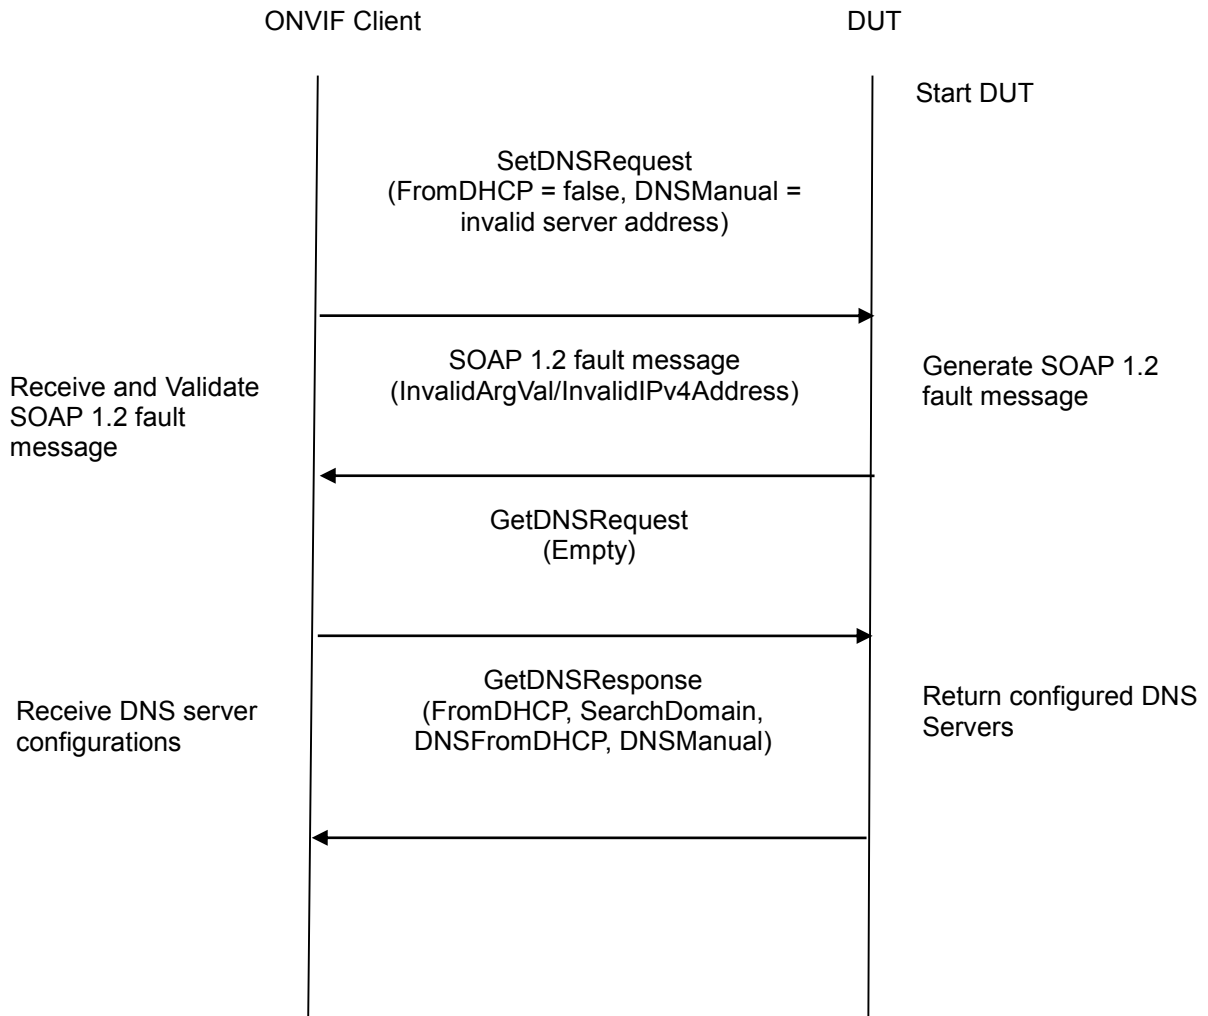 ONVIF Client
DUT
Start DUT
SetDNSRequest
(FromDHCP = false, DNSManual =
invalid server address)
SOAP 1.2 fault message
(InvalidArgVal/InvalidIPv4Address)
Generate SOAP 1.2
fault message
Receive and Validate
SOAP 1.2 fault
message
GetDNSRequest
(Empty)
GetDNSResponse
(FromDHCP, SearchDomain,
DNSFromDHCP, DNSManual)
Return configured DNS
Servers
Receive DNS server
configurations